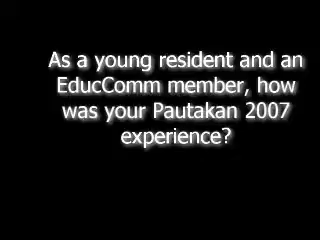 As a young resident and an
EducComm member, how
was your Pautakan 2007
experience?